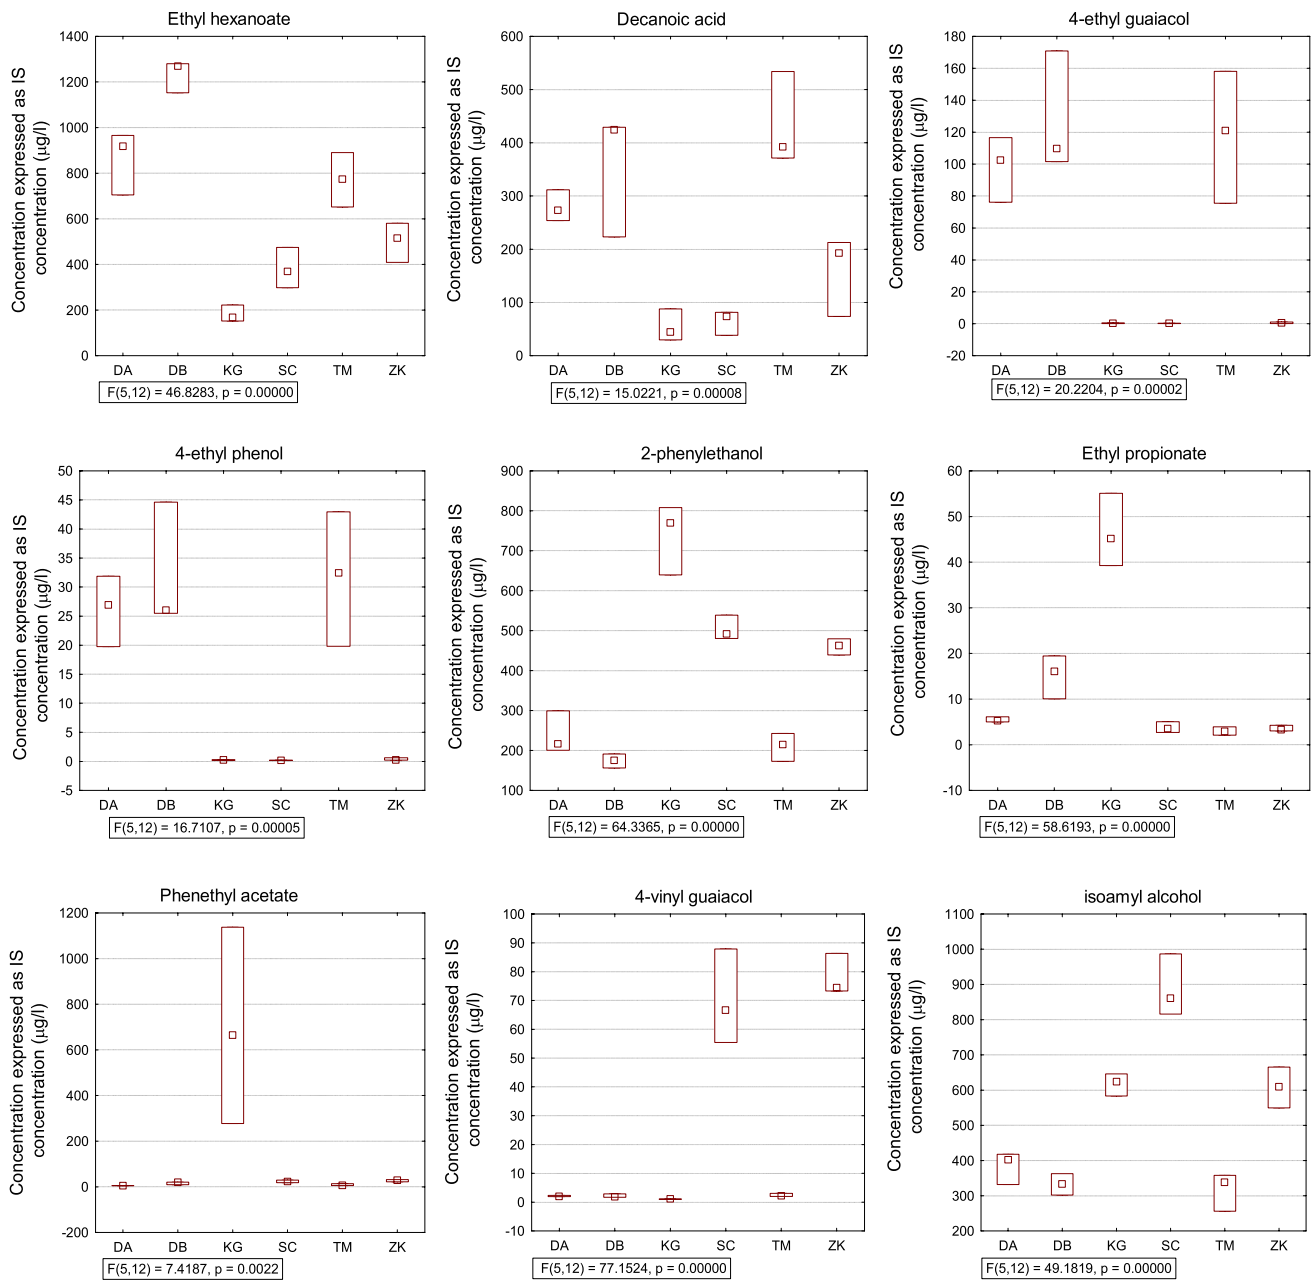 Ethyl hexanoate
Concentration expressed as IS
concentration (µg/l)
1400
1200
1000
800
600
400
200
0
DA DB KG SC TM ZK
F(5,12) = 46.8283, p = 0.00000
Decanoic acid
Concentration expressed as IS
concentration (µg/l)
600
500
400
300
200
100
0
DA DB KG SC TM ZK
F(5,12) = 15.0221, p = 0.00008
4-ethyl guaiacol
Concentration expressed as IS
concentration (µg/l)
180
160
140
120
100
80
60
40
20
0
-20
DA DB KG SC TM ZK
F(5,12) = 20.2204, p = 0.00002
4-ethyl phenol
Concentration expressed as IS
concentration (µg/l)
50
45
40
35
30
25
20
15
10
5
0
-5
DA DB KG SC TM ZK
F(5,12) = 16.7107, p = 0.00005
2-phenylethanol
Concentration expressed as IS
concentration (µg/l)
900
800
700
600
500
400
300
200
100
DA DB KG SC TM ZK
F(5,12) = 64.3365, p = 0.00000
Ethyl propionate
Concentration expressed as IS
concentration (µg/l)
60
50
40
30
20
10
0
-10
DA DB KG SC TM ZK
F(5,12) = 58.6193, p = 0.00000
Phenethyl acetate
Concentration expressed as IS
concentration (µg/l)
1200
1000
800
600
400
200
0
-200
DA DB KG SC TM ZK
F(5,12) = 7.4187, p = 0.0022
4-vinyl guaiacol
Concentration expressed as IS
concentration (µg/l)
100
90
80
70
60
50
40
30
20
10
0
-10
DA DB KG SC TM ZK
F(5,12) = 77.1524, p = 0.00000
isoamyl alcohol
Concentration expressed as IS
concentration (µg/l)
1100
1000
900
800
700
600
500
400
300
200
DA DB KG SC TM ZK
F(5,12) = 49.1819, p = 0.00000